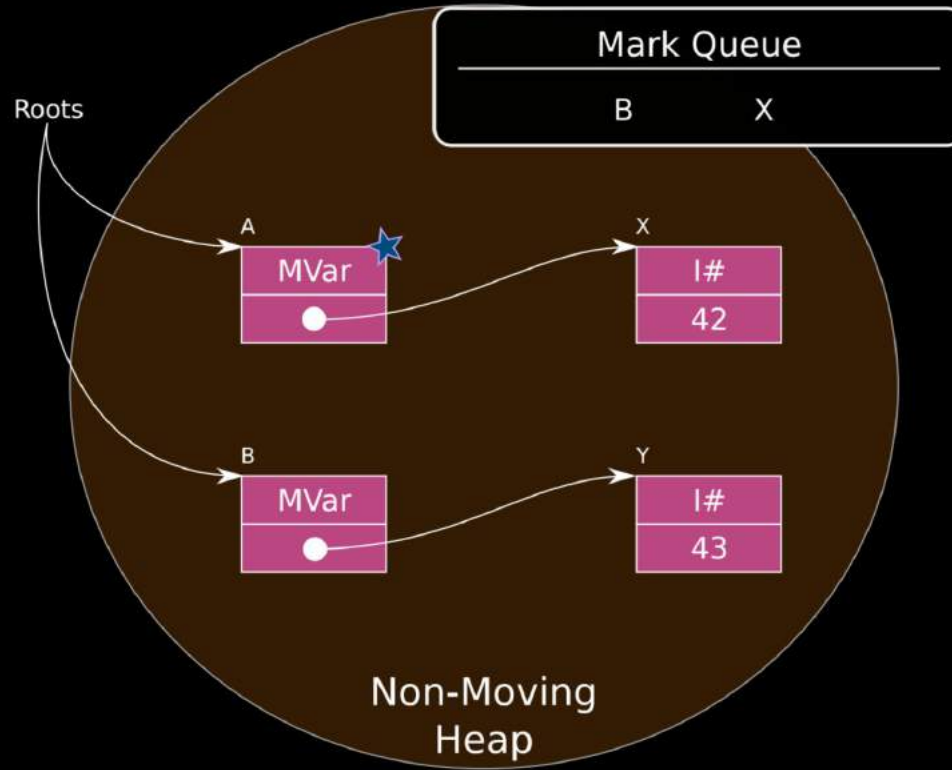 Mark Queue
B X
Roots
A
X
MVar
I#
42
B
Y
MVar
I#
43
Non-Moving
Heap